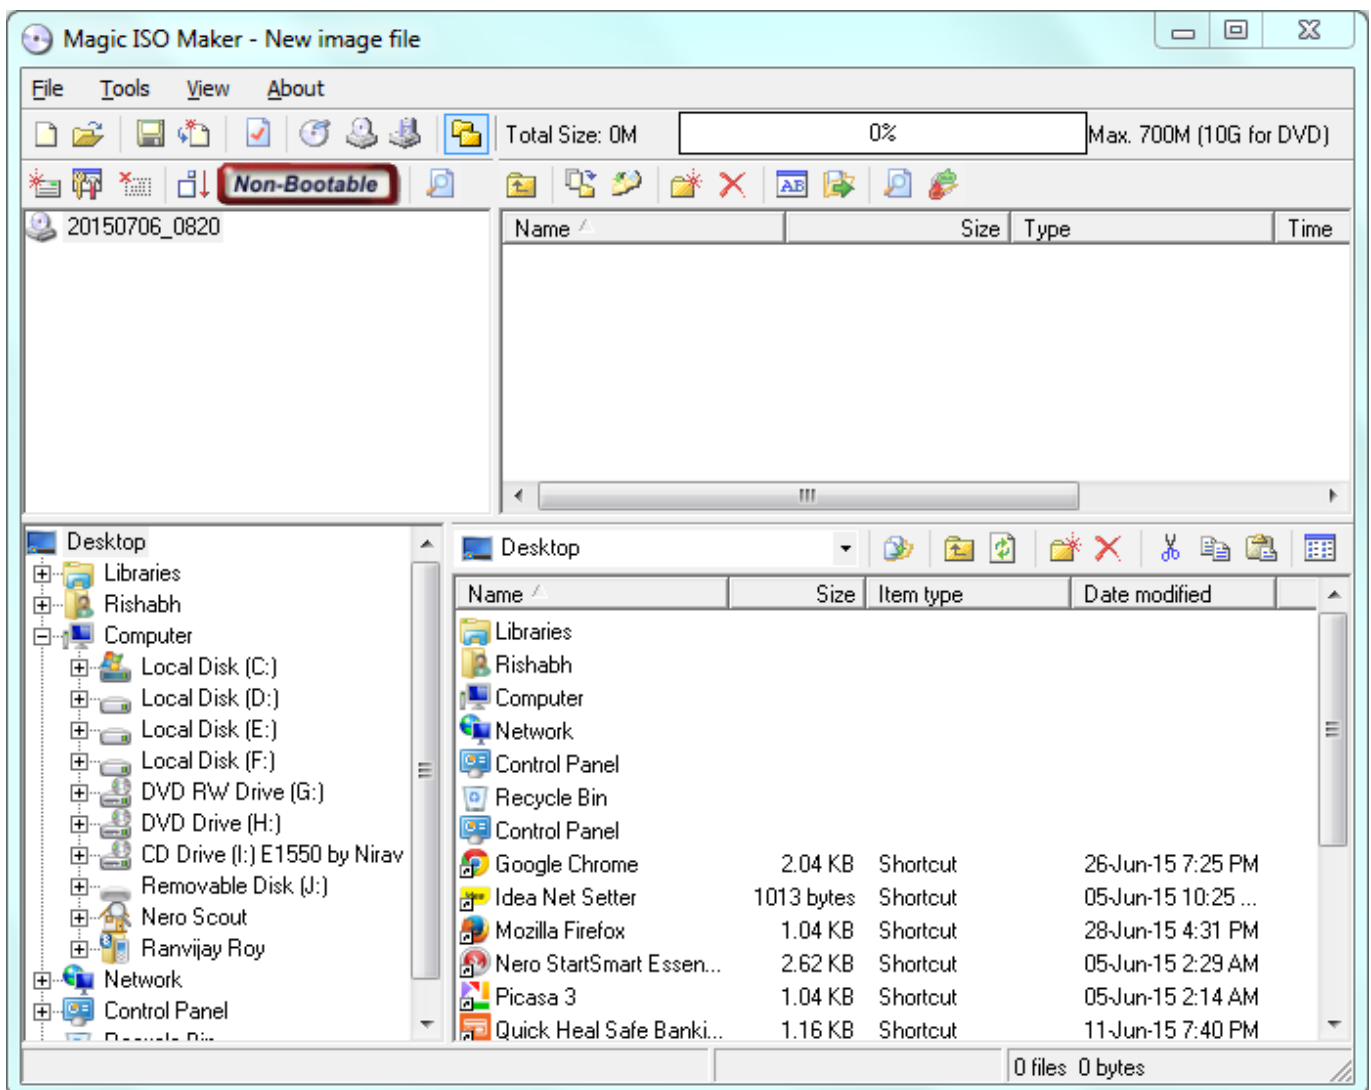 Magic ISO Maker - New image file
File Tools View About
Total Size: 0M 0% Max. 700M (10G for DVD)
Non-Bootable AB
20150706_0820
Name Size Type Time
Desktop
Libraries
Rishabh
Computer
Local Disk (C:)
Local Disk (D:)
Local Disk (E:)
Local Disk (F:)
DVD RW Drive (G:)
DVD Drive (H:)
CD Drive (I:) E1550 by Nirav
Removable Disk (J:)
Nero Scout
Ranvijay Roy
Network
Control Panel
Desktop
Name Size Item type Date modified
Libraries
Rishabh
Computer
Network
Control Panel
Recycle Bin
Control Panel
Google Chrome 2.04 KB Shortcut 26-Jun-15 7:25 PM
Idea Net Setter 1013 bytes Shortcut 05-Jun-15 10:25 ...
Mozilla Firefox 1.04 KB Shortcut 28-Jun-15 4:31 PM
Nero StartSmart Essen... 2.62 KB Shortcut 05-Jun-15 2:29 AM
Picasa 3 1.04 KB Shortcut 05-Jun-15 2:14 AM
Quick Heal Safe Banki... 1.16 KB Shortcut 11-Jun-15 7:40 PM
0 files 0 bytes